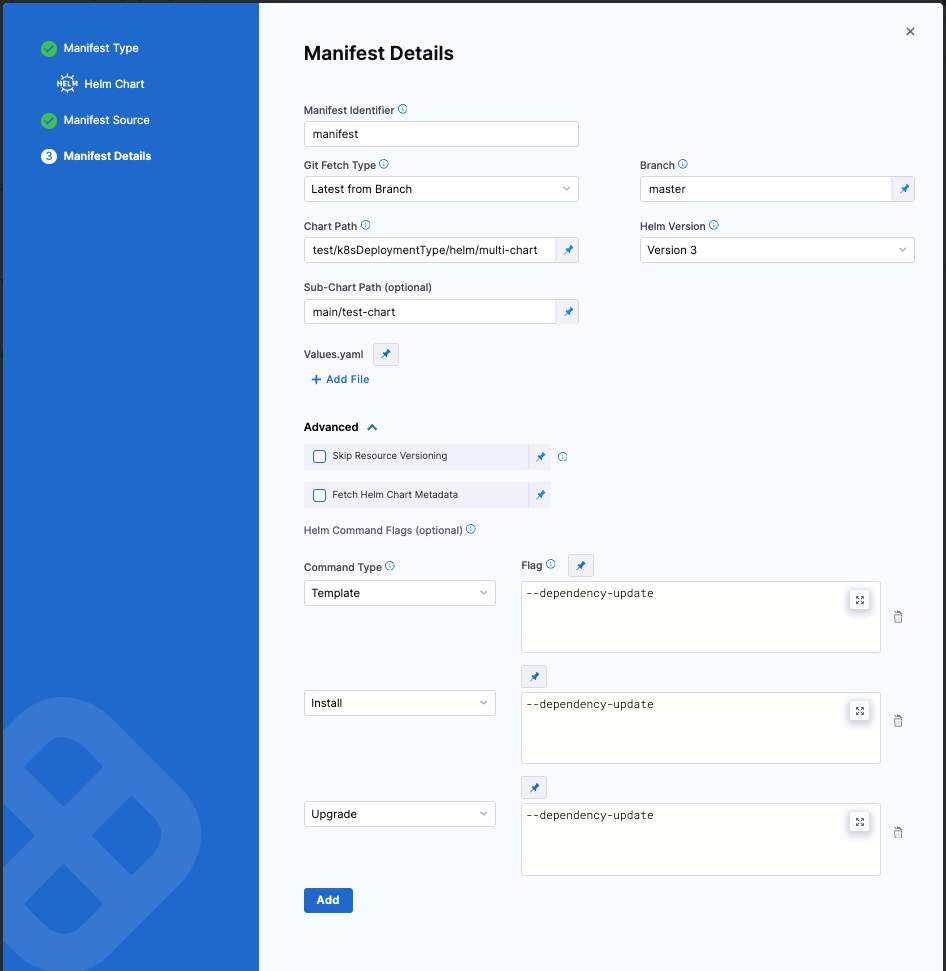 Manifest Type
HELM Helm Chart
Manifest Source
3 Manifest Details
Manifest Details
Manifest Identifier
manifest
Git Fetch Type
Latest from Branch
Branch
master
Chart Path
test/k8sDeploymentType/helm/multi-chart
Helm Version
Version 3
Sub-Chart Path (optional)
main/test-chart
Values.yaml
+ Add File
Advanced
Skip Resource Versioning
Fetch Helm Chart Metadata
Helm Command Flags (optional)
Command Type
Flag
Template
--dependency-update
Install
--dependency-update
Upgrade
--dependency-update
Add